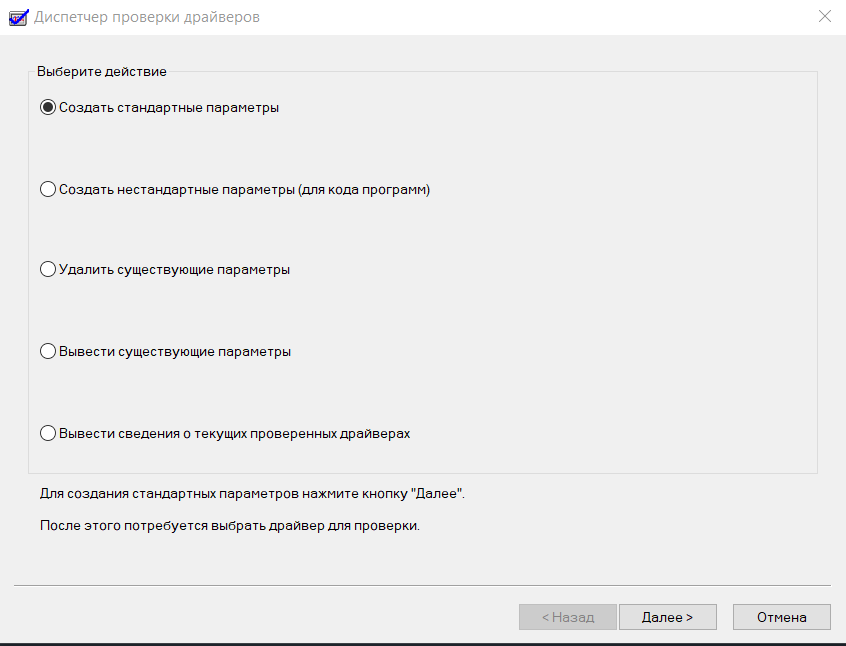 Диспетчер проверки драйверов
Выберите действие
Создать стандартные параметры
Создать нестандартные параметры (для кода программ)
Удалить существующие параметры
Вывести существующие параметры
Вывести сведения о текущих проверенных драйверах
Для создания стандартных параметров нажмите кнопку "Далее".
После этого потребуется выбрать драйвер для проверки.
< Назад
Далее >
Отмена